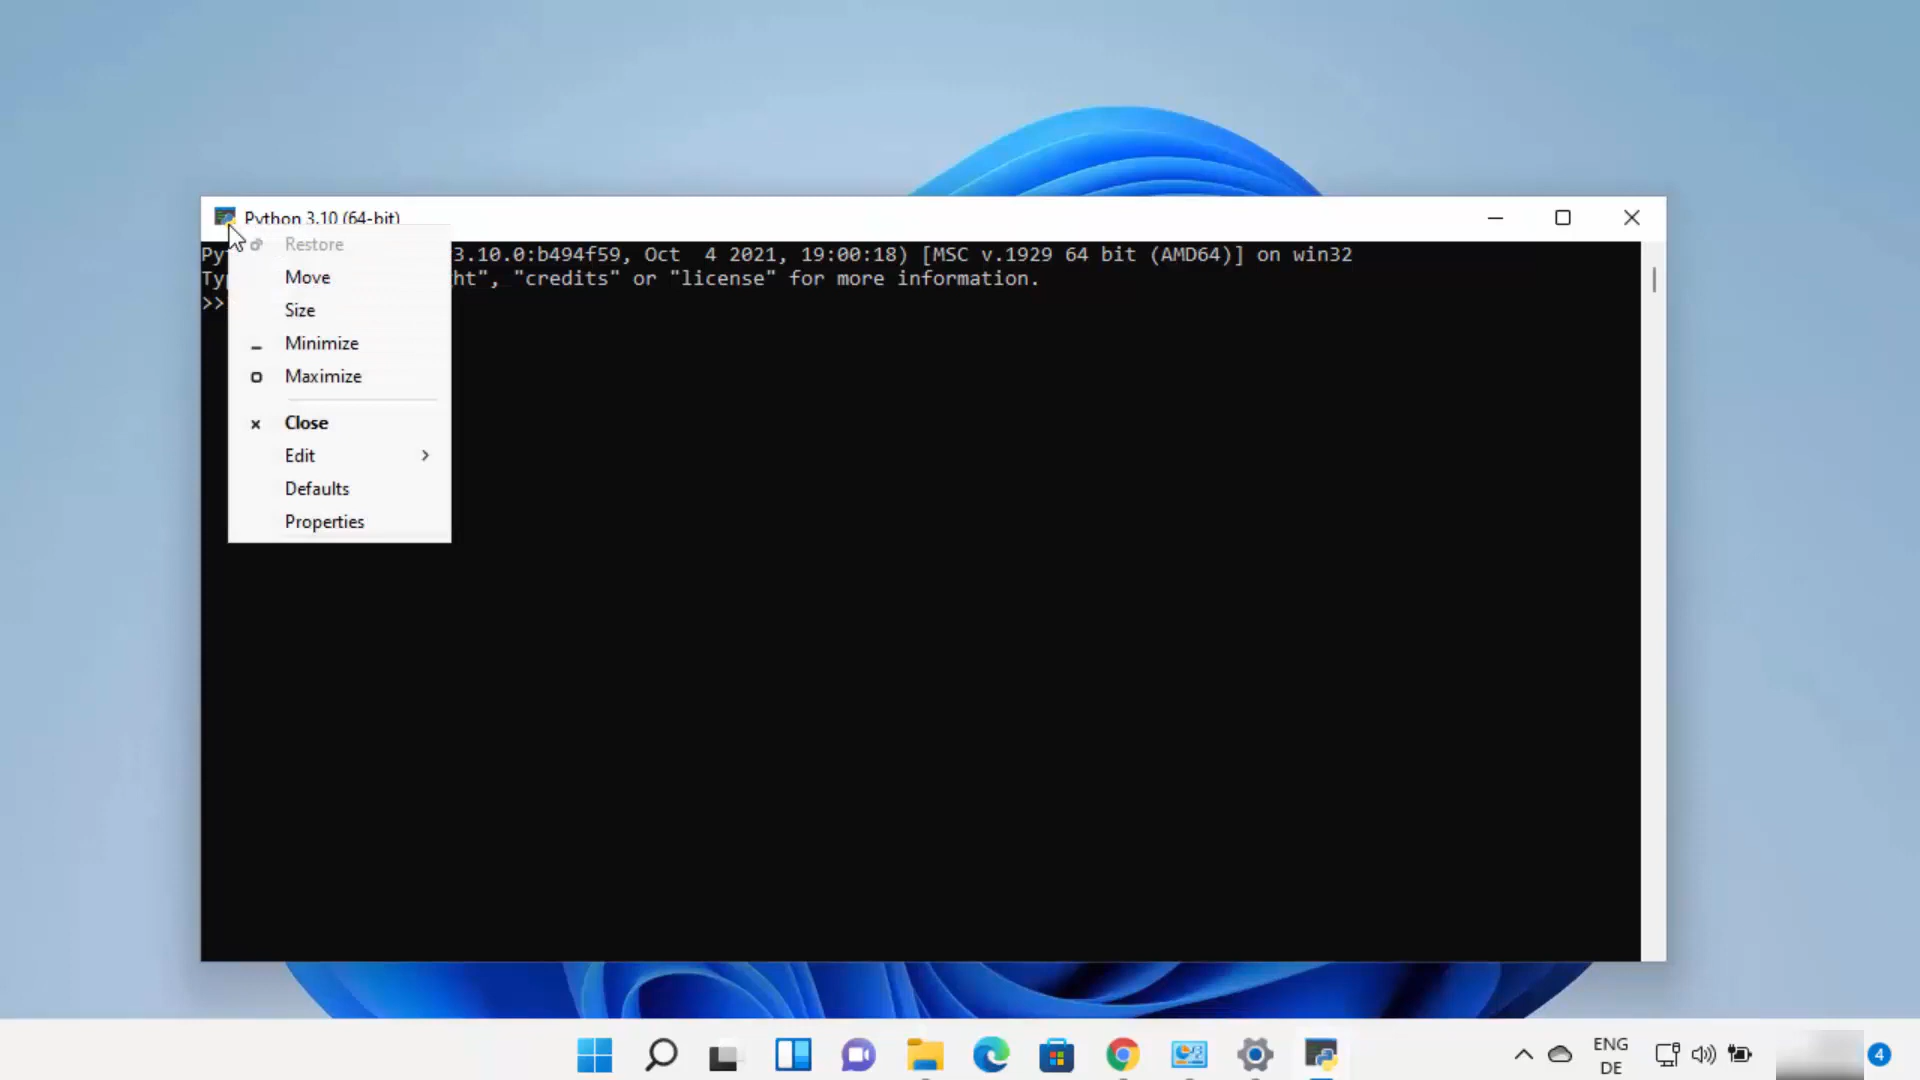 Python 3.10 (64-bit)
Py 3.10.0:b494f59, Oct  4 2021, 19:00:18) [MSC v.1929 64 bit (AMD64)] on win32
Ty ht", "credits" or "license" for more information.
>>
Restore
Move
Size
Minimize
Maximize
Close
Edit
Defaults
Properties
ENG
DE
4